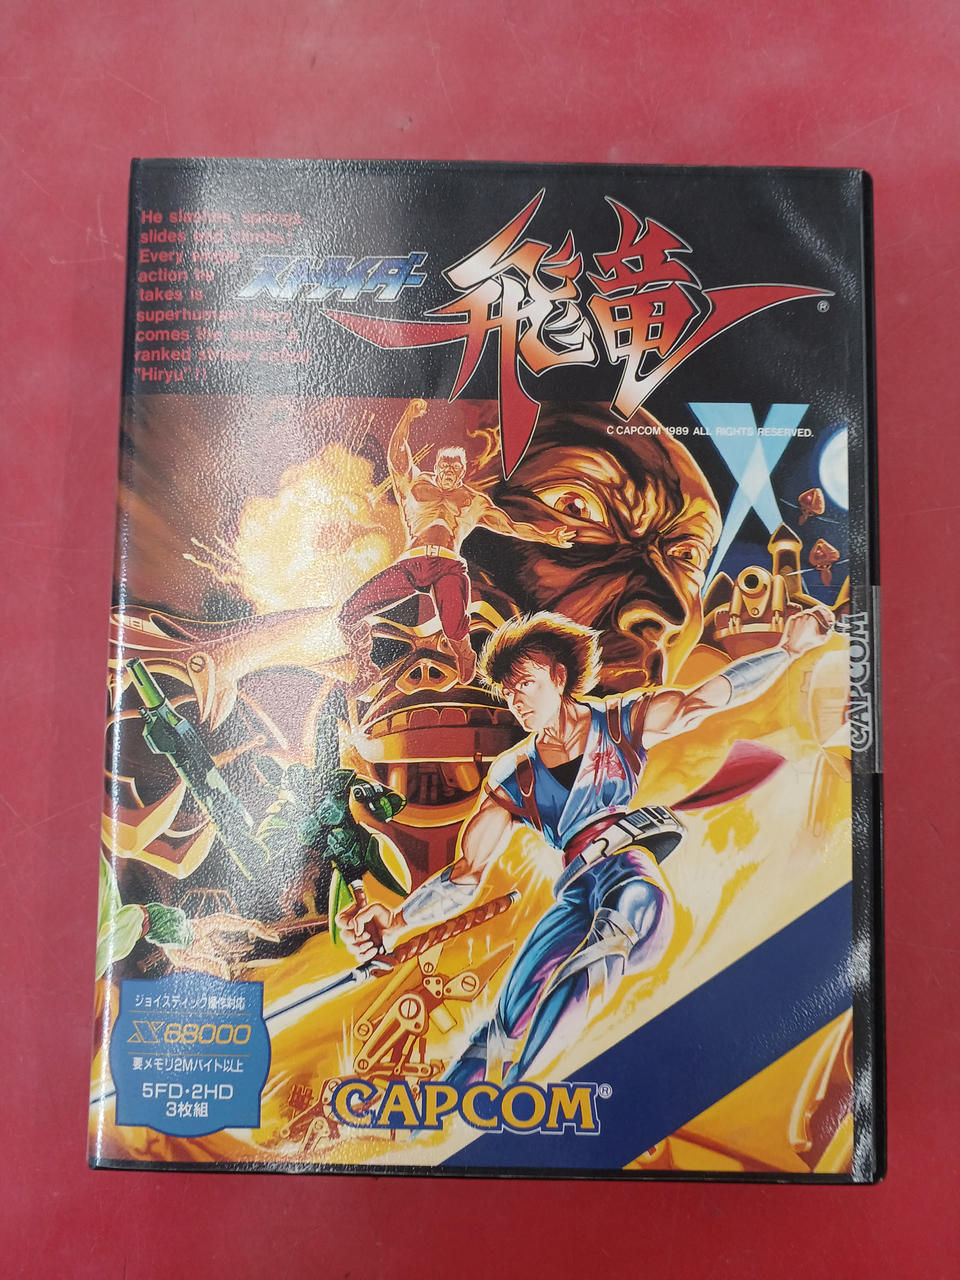 He slashes, springs,
slides and climbs!
Every
action he
takes is
superhuman! Here
comes the super A
ranked strider called
"Hiryu"!!
ストライダー
飛竜
®
C CAPCOM 1989 ALL RIGHTS RESERVED.
X
CAPCOM
ジョイスティック操作対応
X68000
要メモリ2Mバイト以上
5FD・2HD
3枚組
CAPCOM®